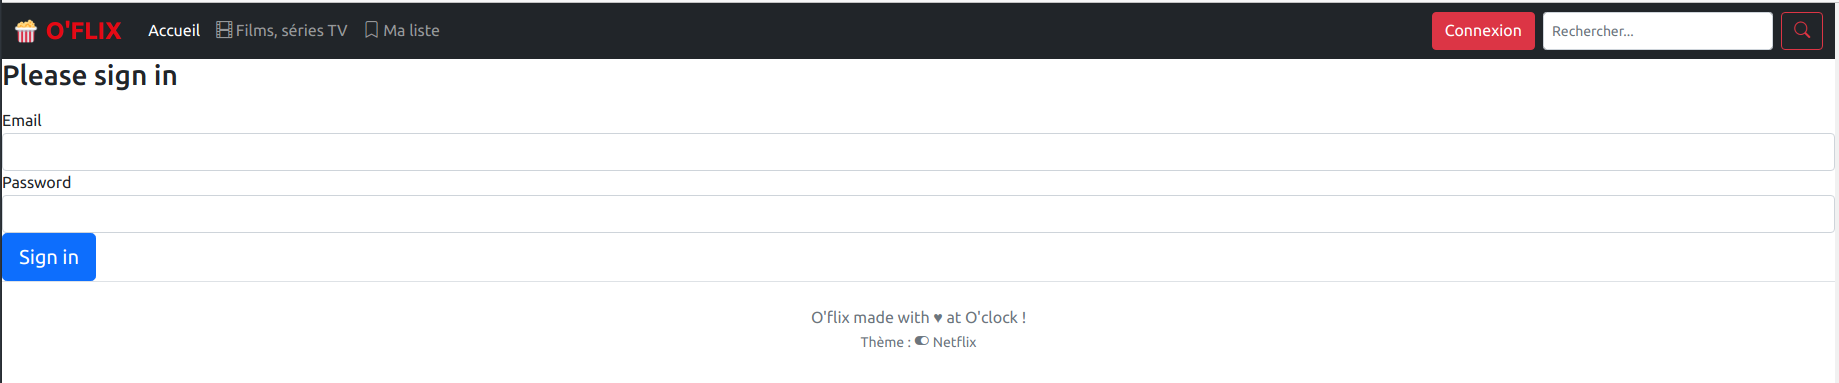 O'FLIX Accueil Films, séries TV Ma liste Connexion Rechercher...
Please sign in
Email
Password
Sign in
O'flix made with ♥ at O'clock !
Thème : Netflix